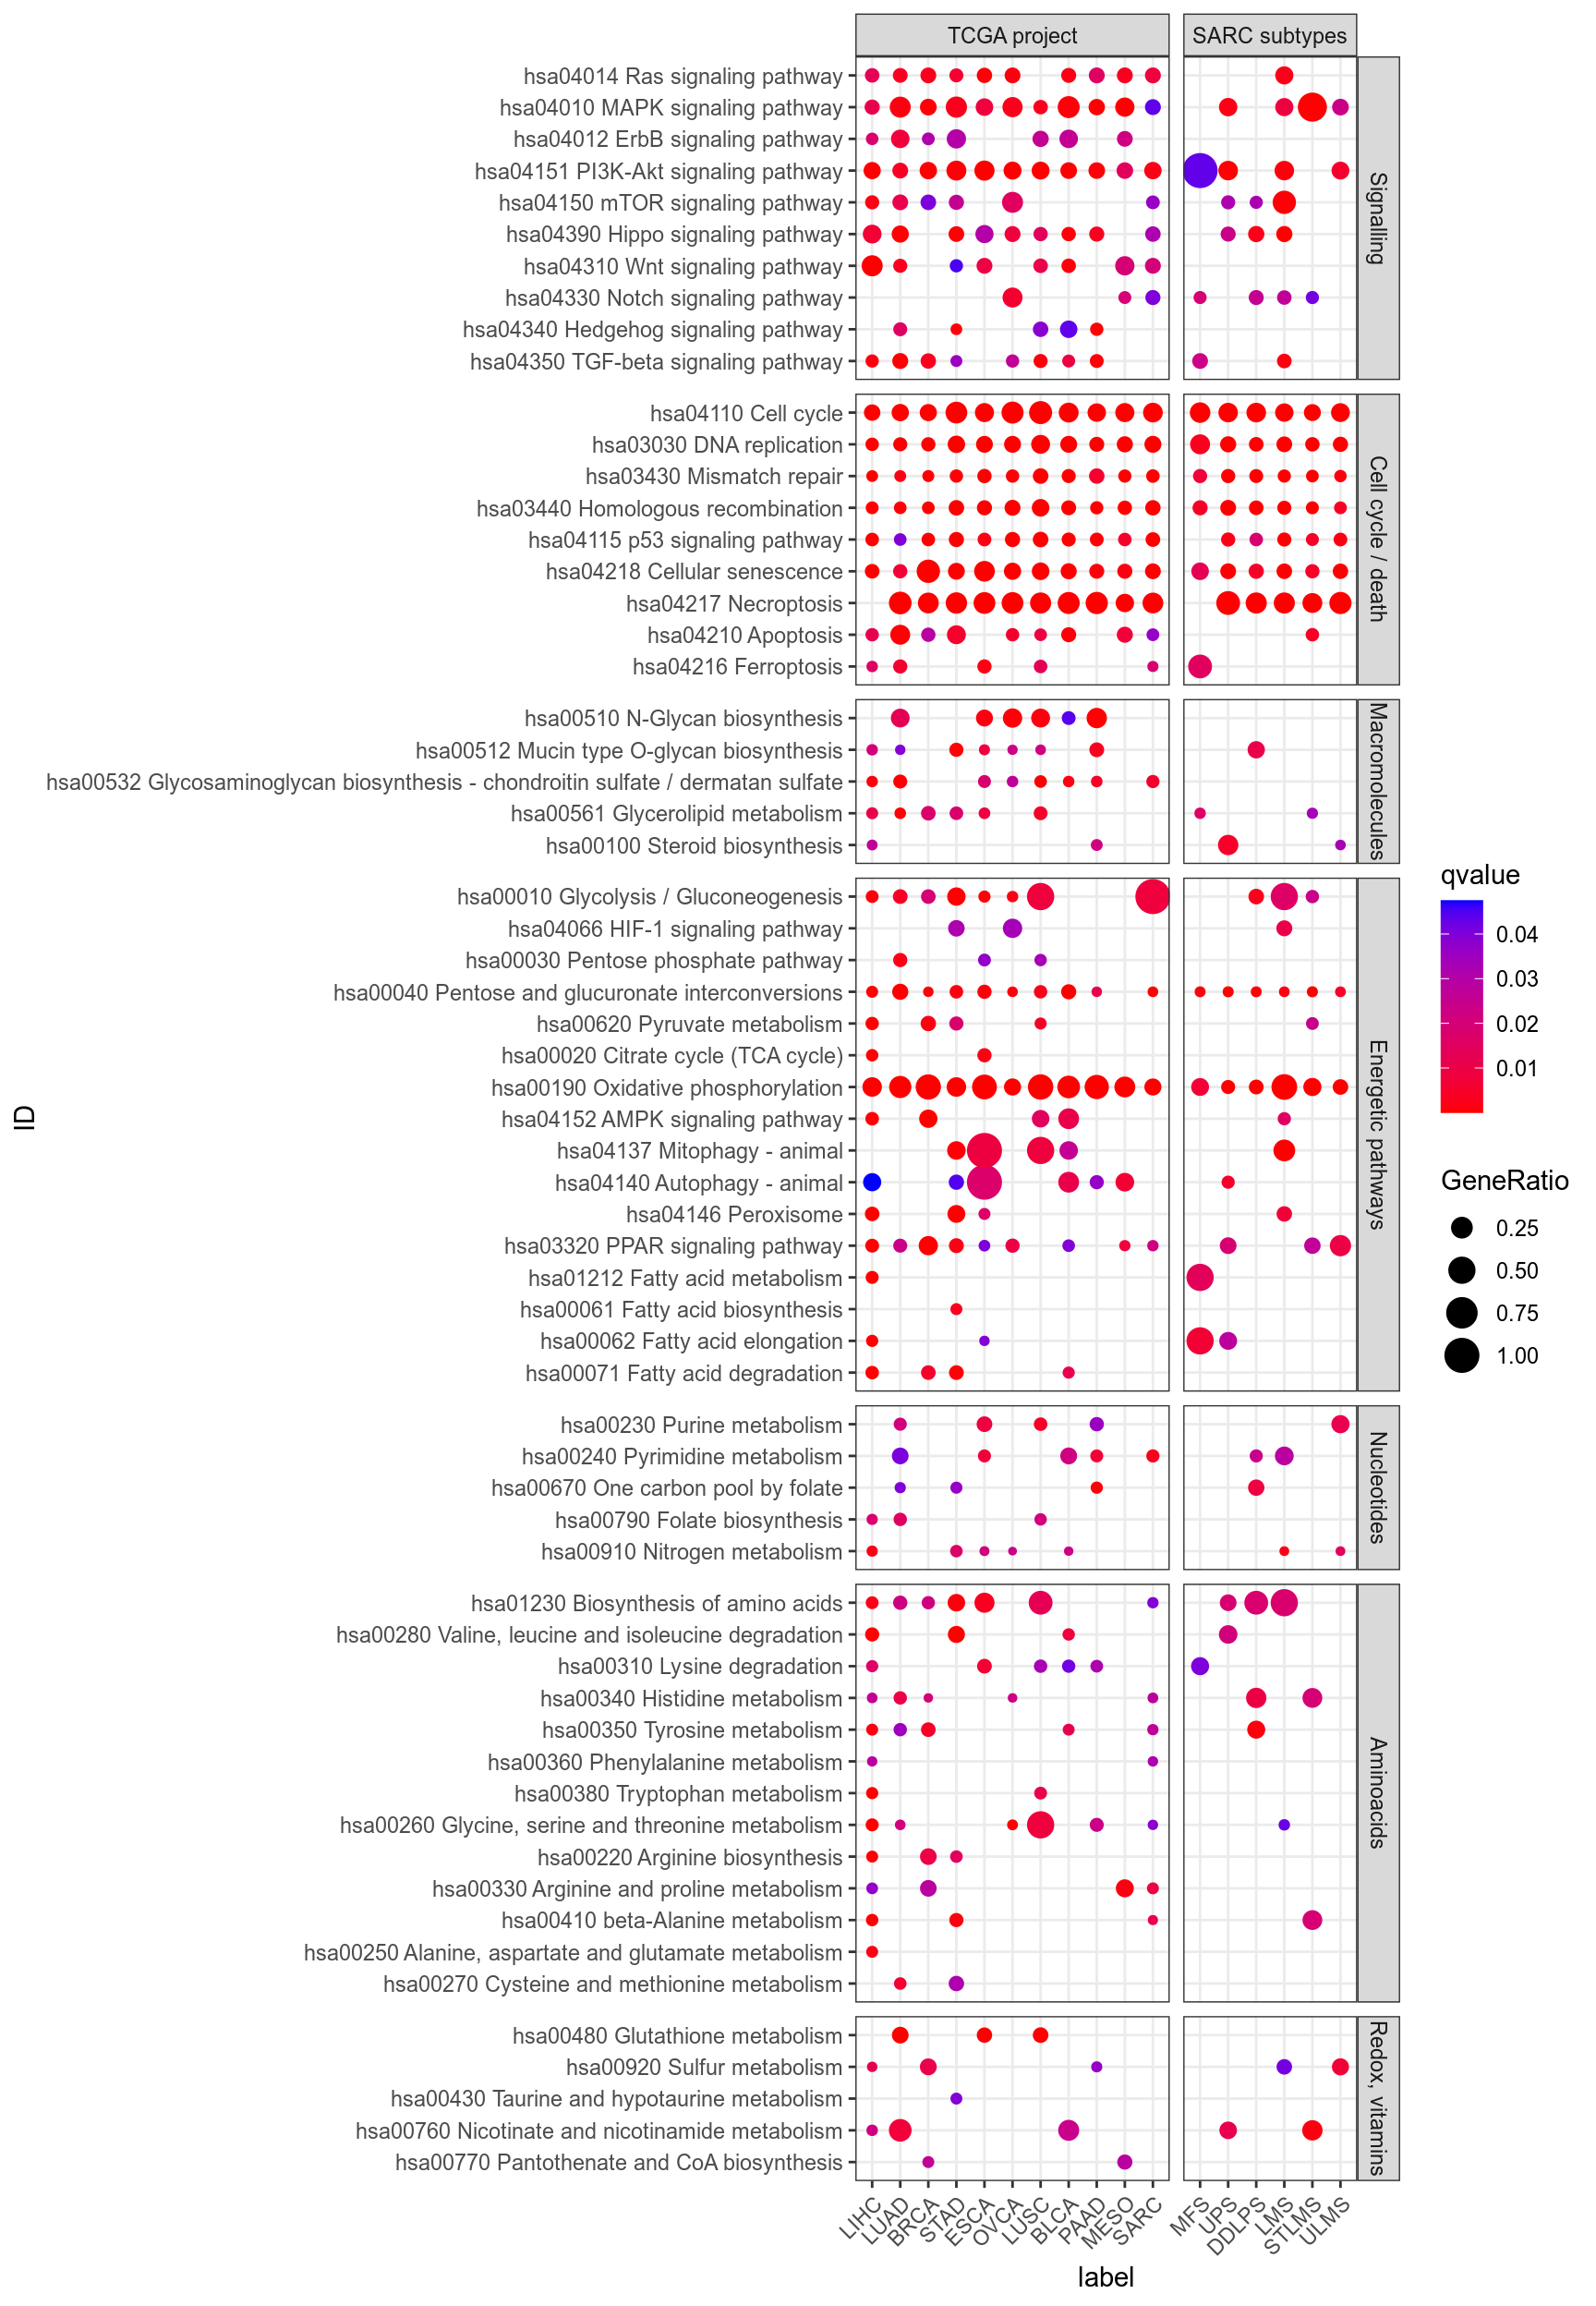 TCGA project
SARC subtypes
hsa04014 Ras signaling pathway
hsa04010 MAPK signaling pathway
hsa04012 ErbB signaling pathway
hsa04151 PI3K-Akt signaling pathway
hsa04150 mTOR signaling pathway
hsa04390 Hippo signaling pathway
hsa04310 Wnt signaling pathway
hsa04330 Notch signaling pathway
hsa04340 Hedgehog signaling pathway
hsa04350 TGF-beta signaling pathway
Signalling
hsa04110 Cell cycle
hsa03030 DNA replication
hsa03430 Mismatch repair
hsa03440 Homologous recombination
hsa04115 p53 signaling pathway
hsa04218 Cellular senescence
hsa04217 Necroptosis
hsa04210 Apoptosis
hsa04216 Ferroptosis
Cell cycle / death
hsa00510 N-Glycan biosynthesis
hsa00512 Mucin type O-glycan biosynthesis
hsa00532 Glycosaminoglycan biosynthesis - chondroitin sulfate / dermatan sulfate
hsa00561 Glycerolipid metabolism
hsa00100 Steroid biosynthesis
Macromolecules
hsa00010 Glycolysis / Gluconeogenesis
hsa04066 HIF-1 signaling pathway
hsa00030 Pentose phosphate pathway
hsa00040 Pentose and glucuronate interconversions
hsa00620 Pyruvate metabolism
hsa00020 Citrate cycle (TCA cycle)
hsa00190 Oxidative phosphorylation
hsa04152 AMPK signaling pathway
hsa04137 Mitophagy - animal
hsa04140 Autophagy - animal
hsa04146 Peroxisome
hsa03320 PPAR signaling pathway
hsa01212 Fatty acid metabolism
hsa00061 Fatty acid biosynthesis
hsa00062 Fatty acid elongation
hsa00071 Fatty acid degradation
Energetic pathways
hsa00230 Purine metabolism
hsa00240 Pyrimidine metabolism
hsa00670 One carbon pool by folate
hsa00790 Folate biosynthesis
hsa00910 Nitrogen metabolism
Nucleotides
hsa01230 Biosynthesis of amino acids
hsa00280 Valine, leucine and isoleucine degradation
hsa00310 Lysine degradation
hsa00340 Histidine metabolism
hsa00350 Tyrosine metabolism
hsa00360 Phenylalanine metabolism
hsa00380 Tryptophan metabolism
hsa00260 Glycine, serine and threonine metabolism
hsa00220 Arginine biosynthesis
hsa00330 Arginine and proline metabolism
hsa00410 beta-Alanine metabolism
hsa00250 Alanine, aspartate and glutamate metabolism
hsa00270 Cysteine and methionine metabolism
Aminoacids
hsa00480 Glutathione metabolism
hsa00920 Sulfur metabolism
hsa00430 Taurine and hypotaurine metabolism
hsa00760 Nicotinate and nicotinamide metabolism
hsa00770 Pantothenate and CoA biosynthesis
Redox, vitamins
LIHC
LUAD
BRCA
STAD
ESCA
OVCA
LUSC
BLCA
PAAD
MESO
SARC
MFS
UPS
DDLPS
LMS
STLMS
ULMS
label
ID
qvalue
0.04
0.03
0.02
0.01
GeneRatio
0.25
0.50
0.75
1.00